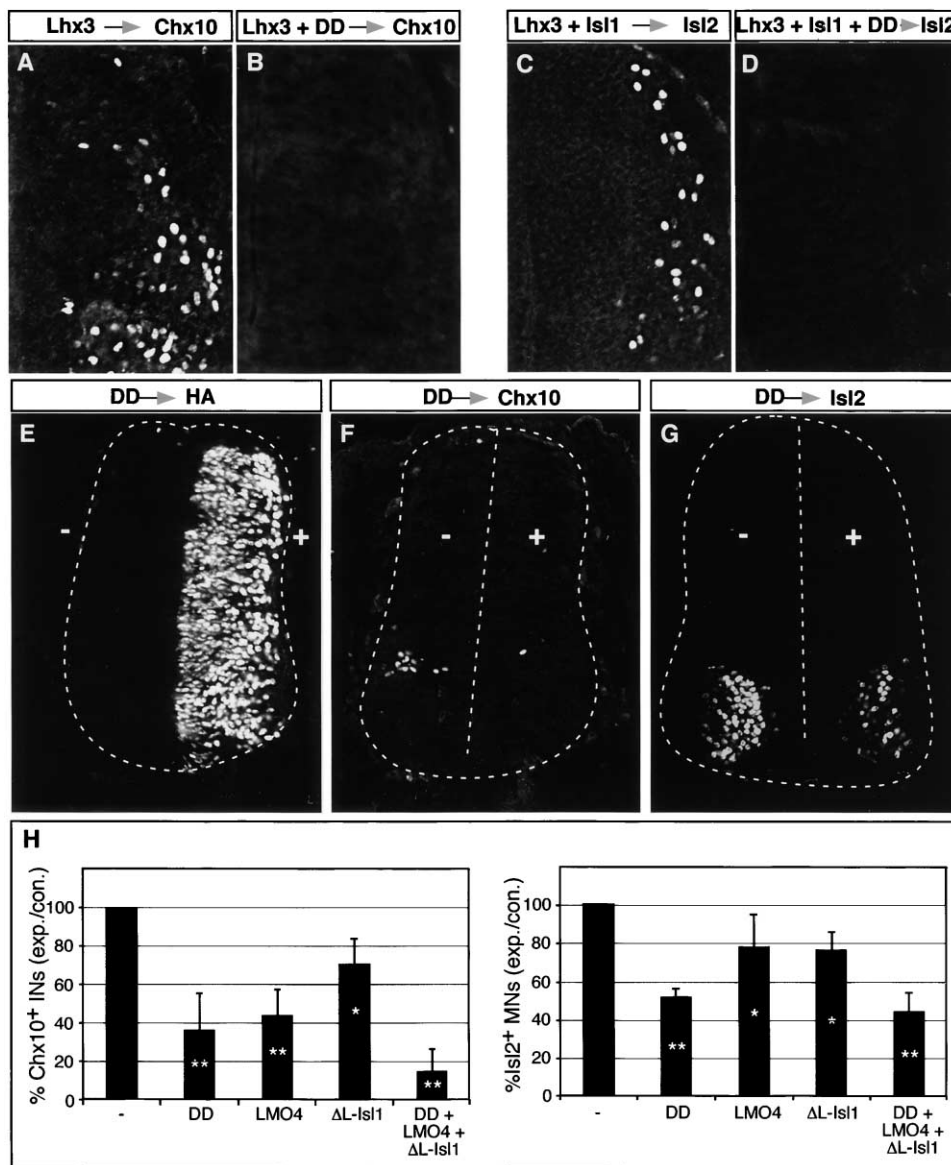 Lhx3 → Chx10
Lhx3 + DD → Chx10
Lhx3 + Isl1 → Isl2
Lhx3 + Isl1 + DD → Isl2
A
B
C
D
DD → HA
DD → Chx10
DD → Isl2
E
F
G
- +
- +
- +
H
% Chx10+ INs (exp./con.)
100
80
60
40
20
0
**
**
*
**
-
DD
LMO4
ΔL-Isl1
DD +
LMO4 +
ΔL-Isl1
%Isl2+ MNs (exp./con.)
100
80
60
40
20
0
**
*
*
**
-
DD
LMO4
ΔL-Isl1
DD +
LMO4 +
ΔL-Isl1